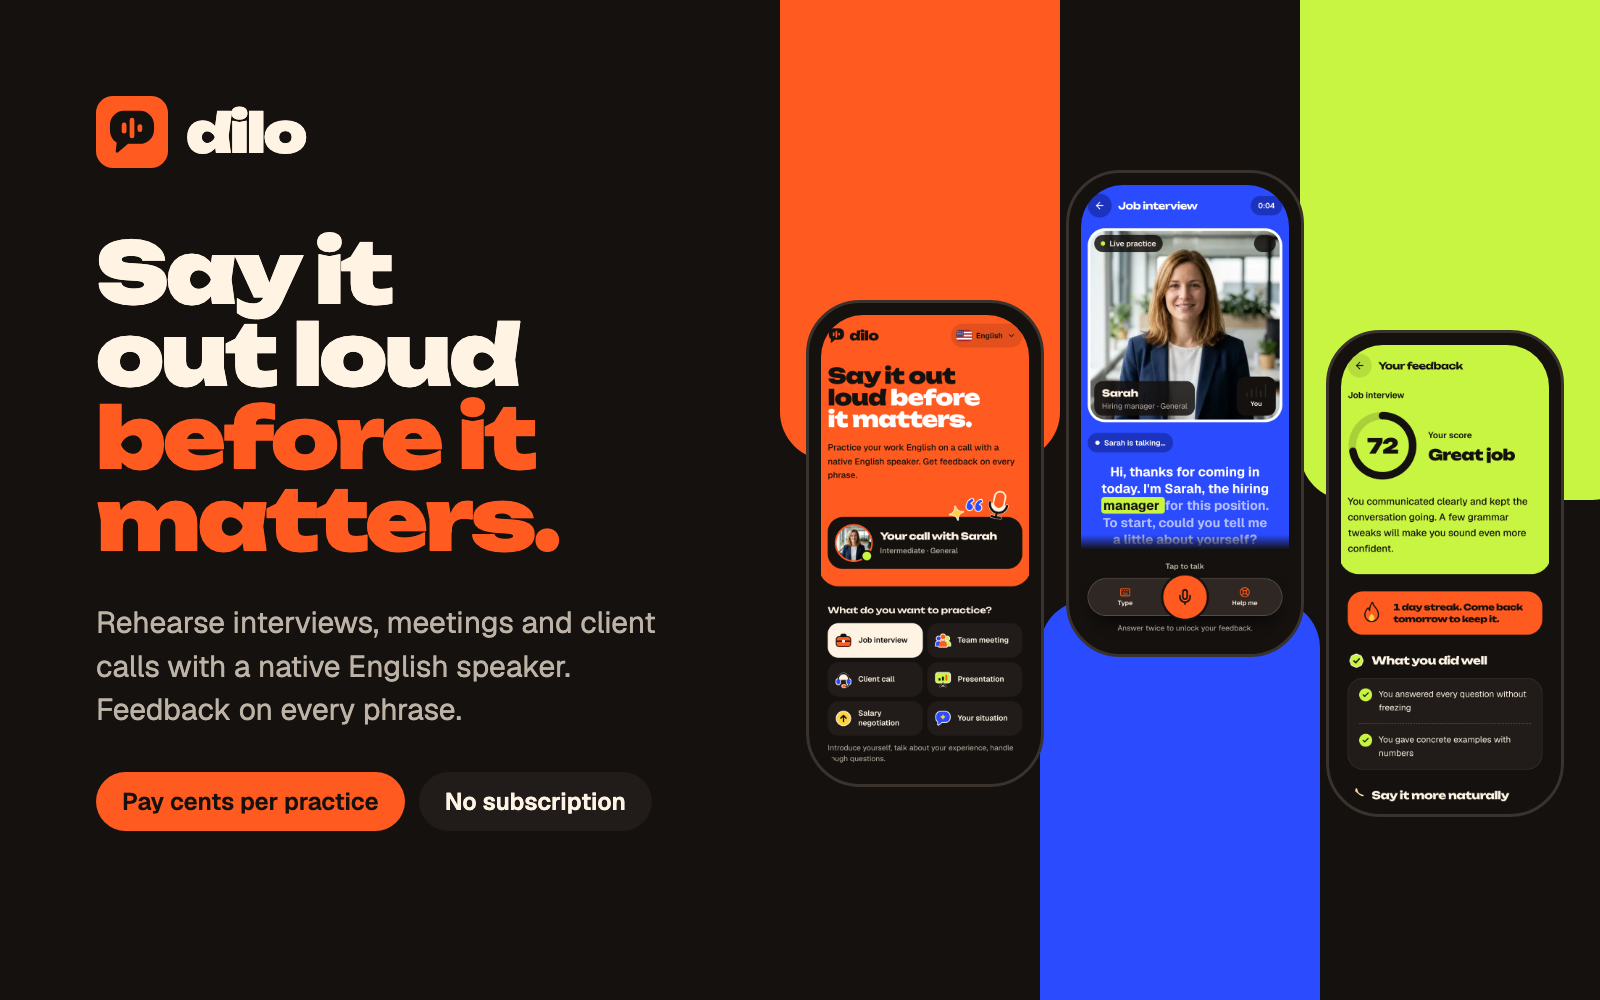 dilo
Say it
out loud
before it
matters.
Rehearse interviews, meetings and client
calls with a native English speaker.
Feedback on every phrase.
Pay cents per practice
No subscription
dilo
English
Say it out
loud before
it matters.
Practice your work English on a call with a
native English speaker. Get feedback on every
phrase.
Your call with Sarah
Intermediate · General
What do you want to practice?
Job interview
Team meeting
Client call
Presentation
Salary
negotiation
Your situation
Introduce yourself, talk about your experience, handle
questions.
Job interview
0:04
Live practice
Sarah
Hiring manager · General
You
Sarah is talking...
Hi, thanks for coming in
today. I'm Sarah, the hiring
manager for this position.
To start, could you tell me
a little about yourself?
Tap to talk
Type
Help me
Answer twice to unlock your feedback.
Your feedback
Job interview
72
Your score
Great job
You communicated clearly and kept the
conversation going. A few grammar
tweaks will make you sound even more
confident.
1 day streak. Come back
tomorrow to keep it.
What you did well
You answered every question without
freezing
You gave concrete examples with
numbers
Say it more naturally